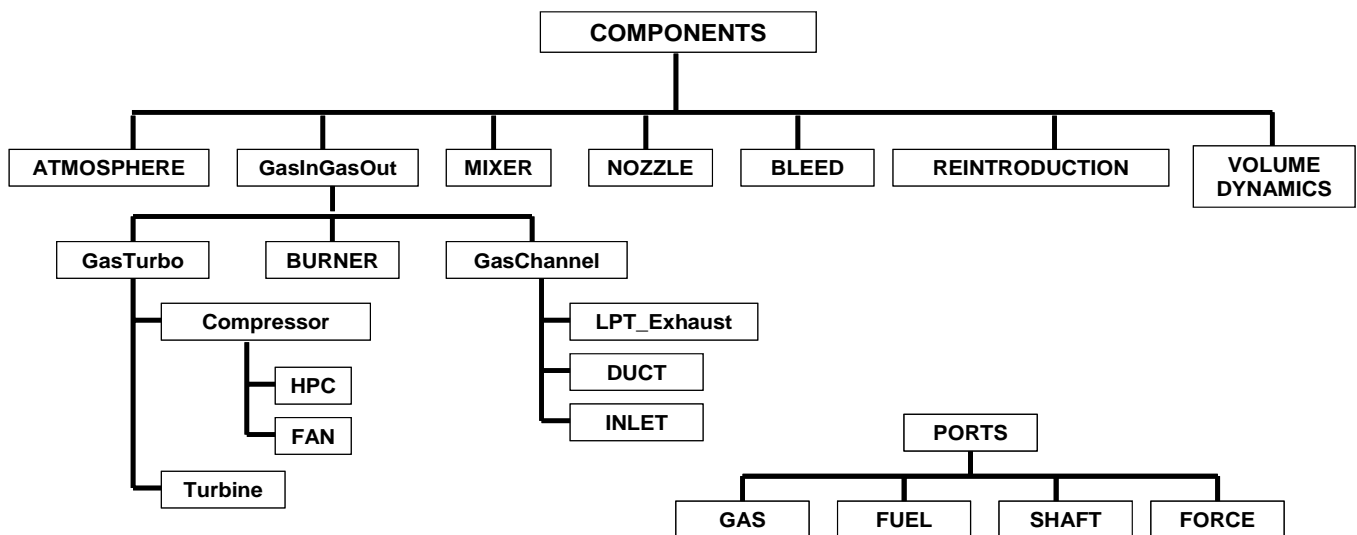 COMPONENTS
ATMOSPHERE
GasInGasOut
MIXER
NOZZLE
BLEED
REINTRODUCTION
VOLUME
DYNAMICS
GasTurbo
BURNER
GasChannel
Compressor
LPT_Exhaust
HPC
DUCT
FAN
INLET
PORTS
Turbine
GAS
FUEL
SHAFT
FORCE